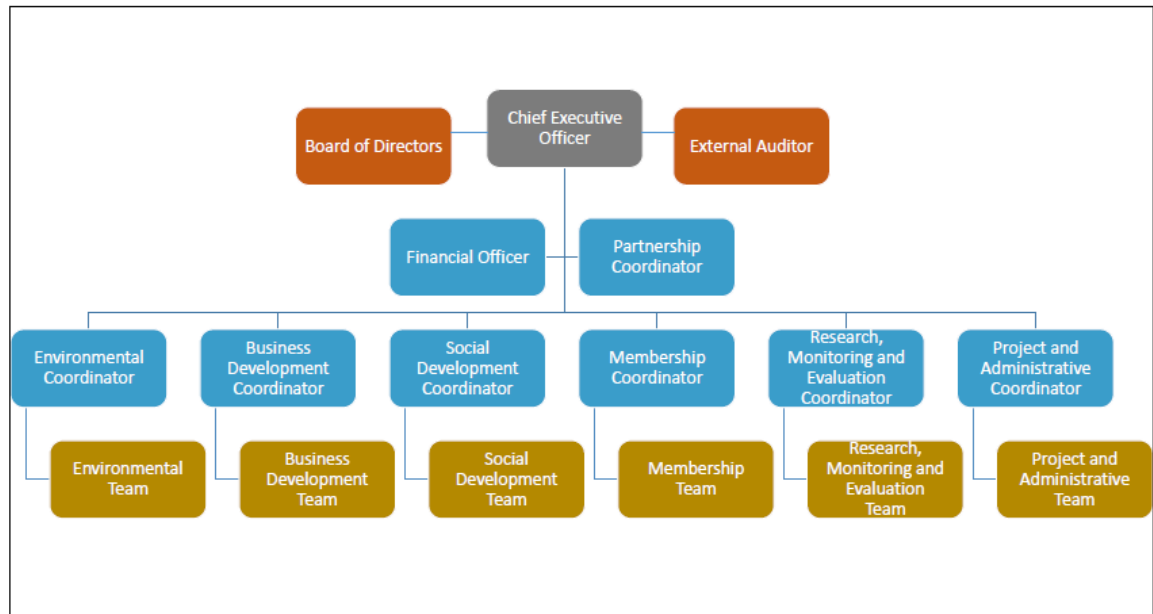 Chief Executive
Officer
Board of Directors
External Auditor
Financial Officer
Partnership
Coordinator
Environmental
Coordinator
Business
Development
Coordinator
Social
Development
Coordinator
Membership
Coordinator
Research,
Monitoring and
Evaluation
Coordinator
Project and
Administrative
Coordinator
Environmental
Team
Business
Development
Team
Social
Development
Team
Membership
Team
Research,
Monitoring and
Evaluation
Team
Project and
Administrative
Team